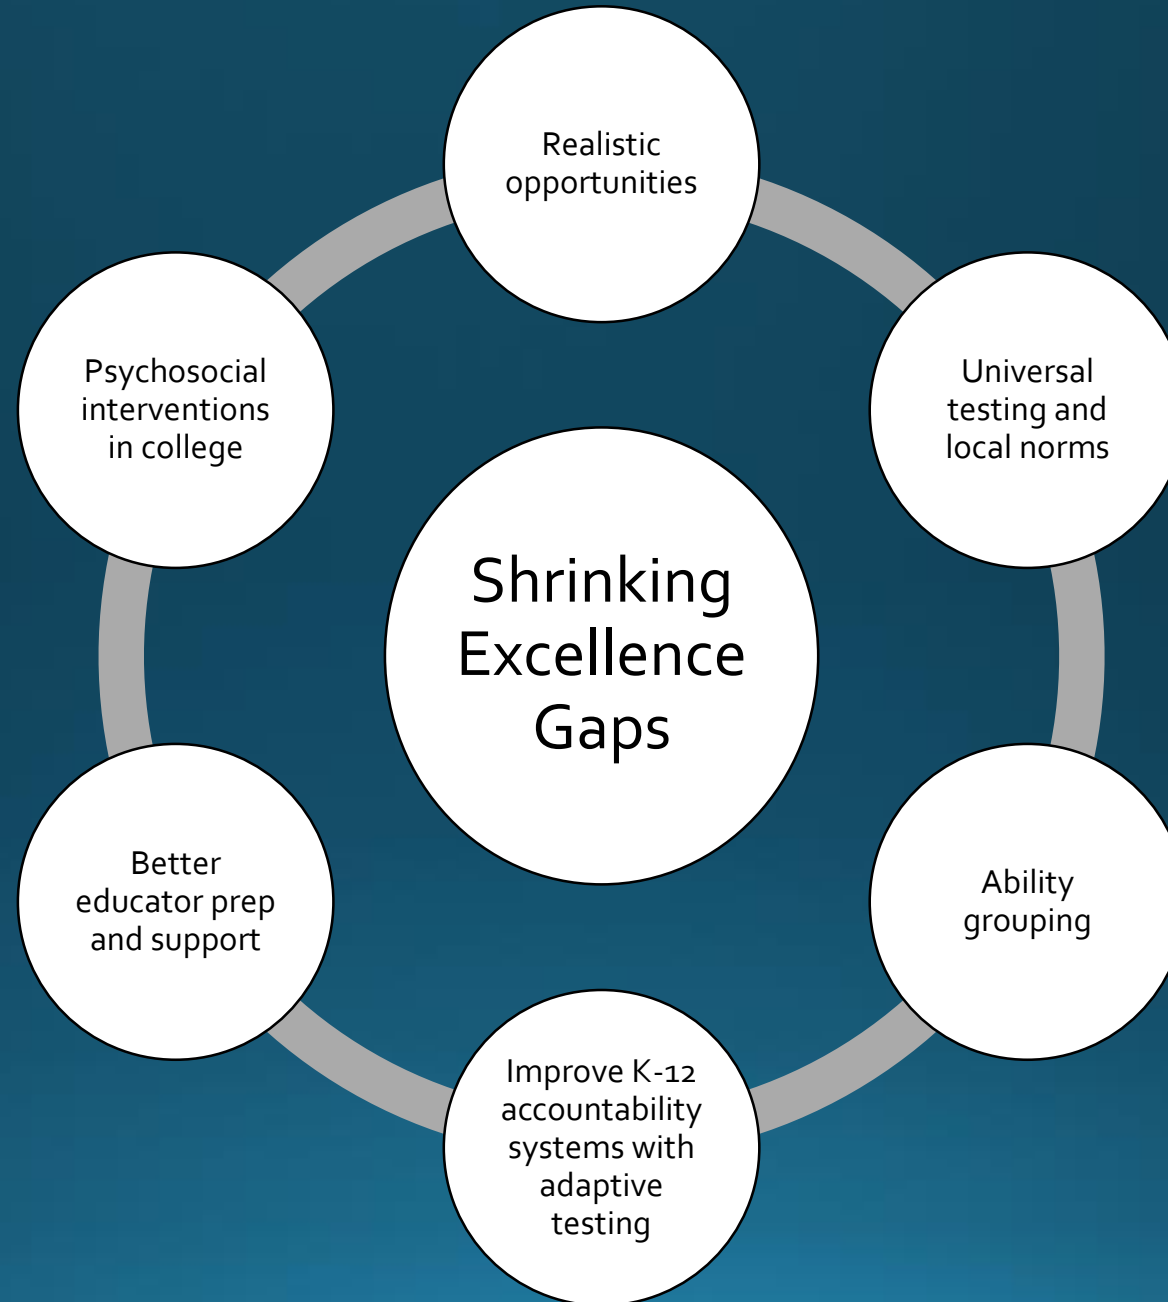 Realistic
opportunities
Universal
testing and
local norms
Ability
grouping
Improve K-12
accountability
systems with
adaptive
testing
Better
educator prep
and support
Psychosocial
interventions
in college
Shrinking
Excellence
Gaps